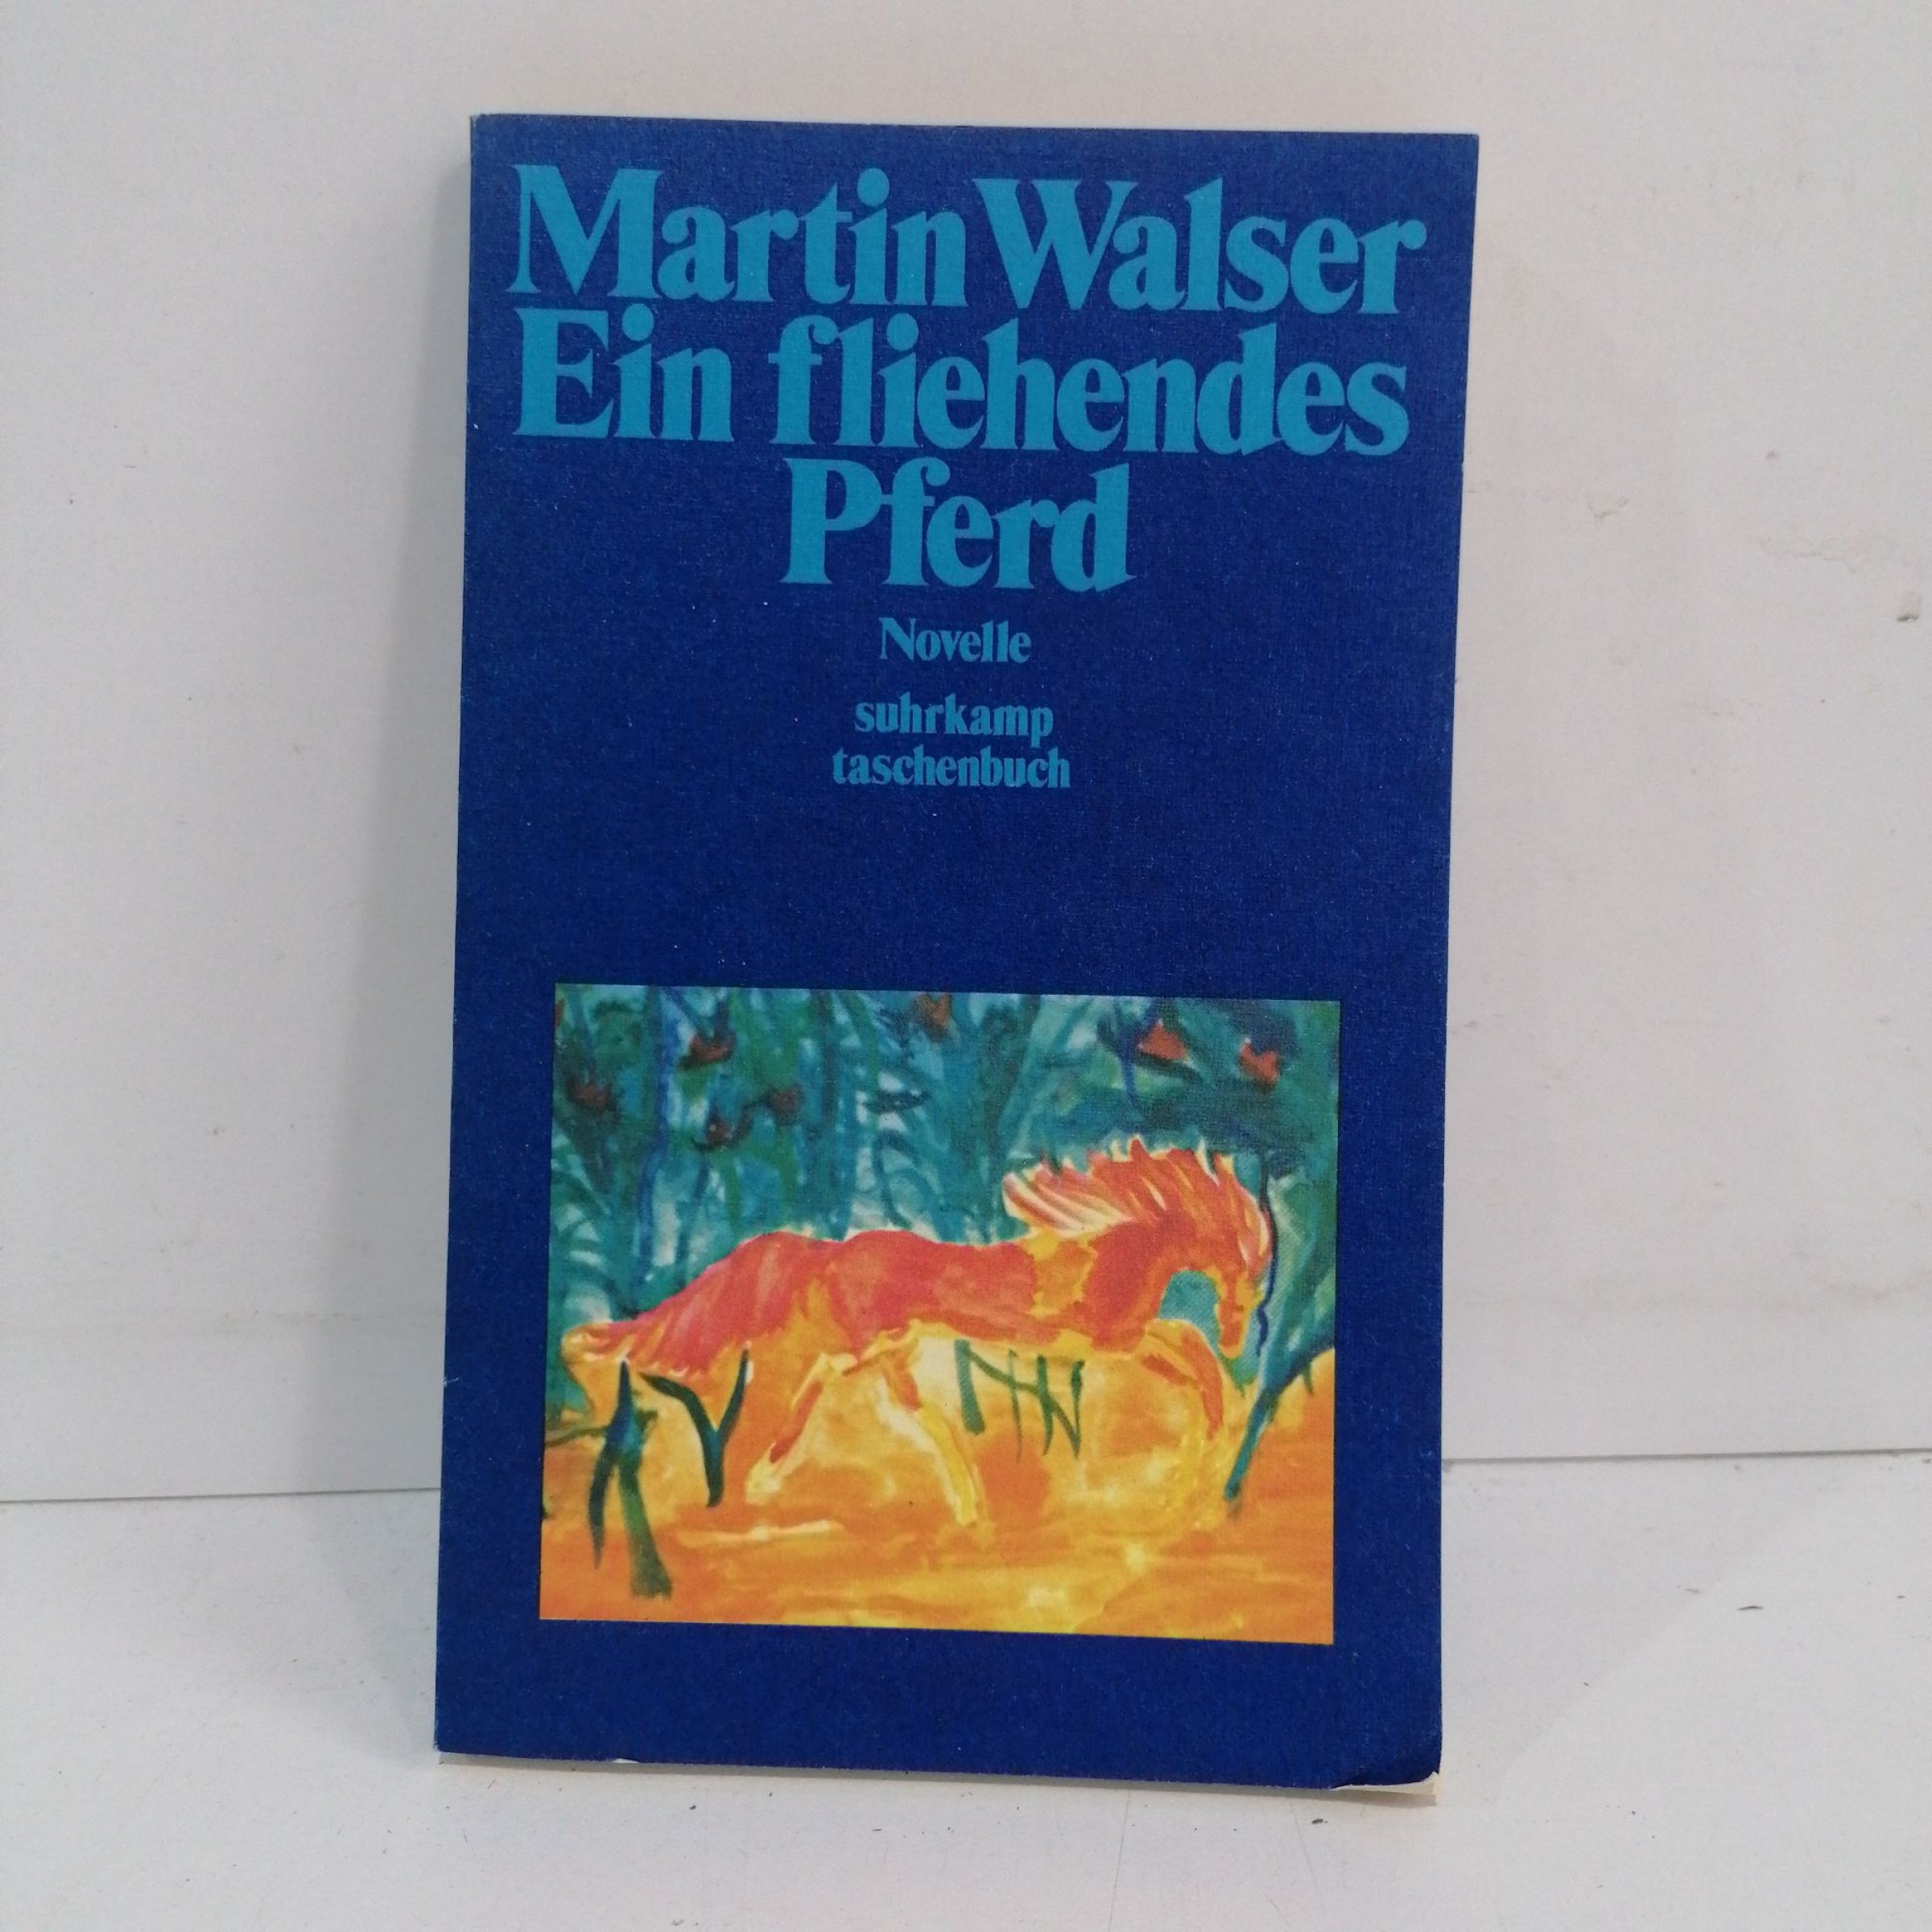 Martin Walser
Ein fliehendes
Pferd
Novelle
suhrkamp
taschenbuch